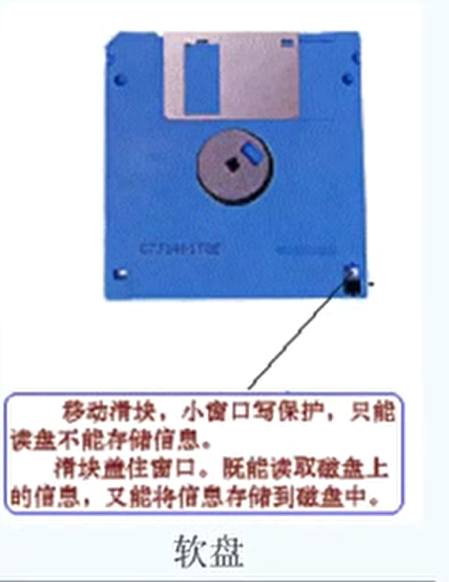 移动滑块，小窗口写保护，只能
读盘不能存储信息。
滑块盖住窗口。既能读取磁盘上
的信息，又能将信息存储到磁盘中。
软盘